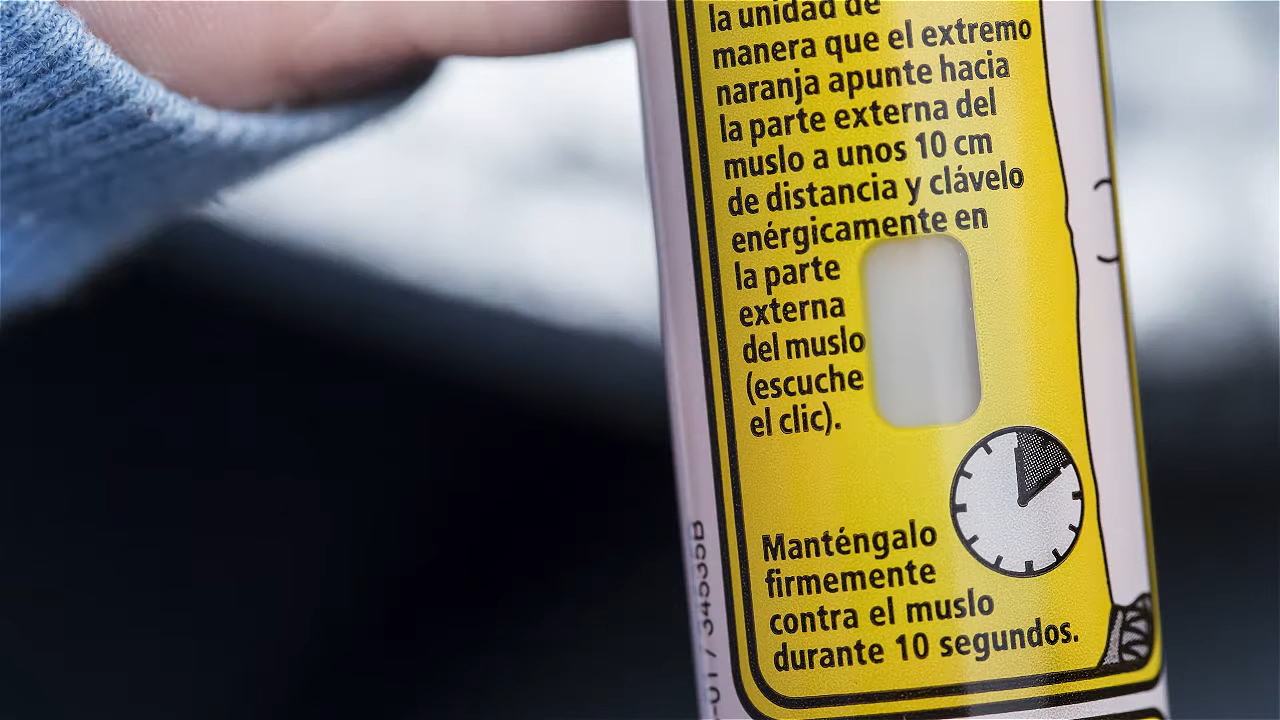 la unidad de
manera que el extremo
naranja apunte hacia
la parte externa del
muslo a unos 10 cm
de distancia y clávelo
enérgicamente en
la parte
externa
del muslo
(escuche
el clic).
Manténgalo
firmemente
contra el muslo
durante 10 segundos.
-01 / 34535B